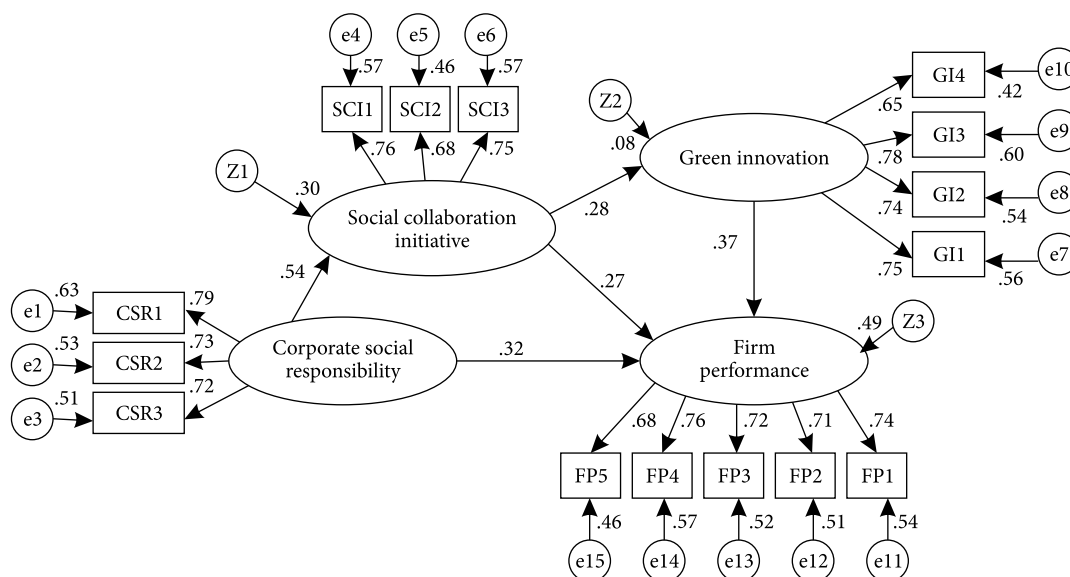 e4
e5
e6
.57
.46
.57
SCI1
SCI2
SCI3
.76
.68
.75
Z1
.30
Social collaboration
initiative
Z2
.08
Green innovation
.28
.65
GI4
.42
e10
.78
GI3
.60
e9
.74
GI2
.54
e8
.75
GI1
.56
e7
.54
.27
.37
e1
.63
CSR1
.79
e2
.53
CSR2
.73
e3
.51
CSR3
.72
Corporate social
responsibility
.32
Firm
performance
.49
Z3
.68
.76
.72
.71
.74
FP5
FP4
FP3
FP2
FP1
.46
.57
.52
.51
.54
e15
e14
e13
e12
e11